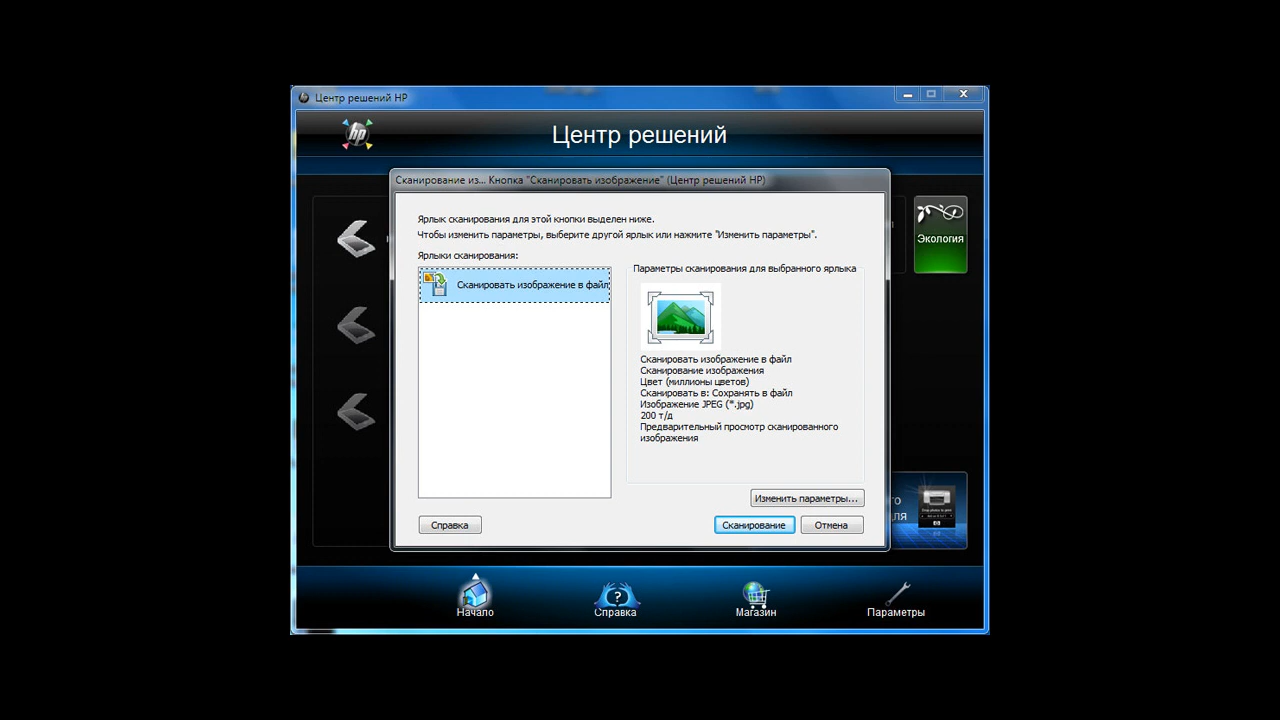 Центр решений HP
hp
Центр решений
Сканирование из... Кнопка "Сканировать изображение" (Центр решений HP)
Ярлык сканирования для этой кнопки выделен ниже.
Чтобы изменить параметры, выберите другой ярлык или нажмите "Изменить параметры".
Ярлыки сканирования:
Сканировать изображение в файл
Параметры сканирования для выбранного ярлыка
Сканировать изображение в файл
Сканирование изображения
Цвет (миллионы цветов)
Сканировать в: Сохранять в файл
Изображение JPEG (*.jpg)
200 т/д
Предварительный просмотр сканированного
изображения
Изменить параметры...
Справка
Сканирование
Отмена
Экология
го
для
Начало
Справка
Магазин
Параметры